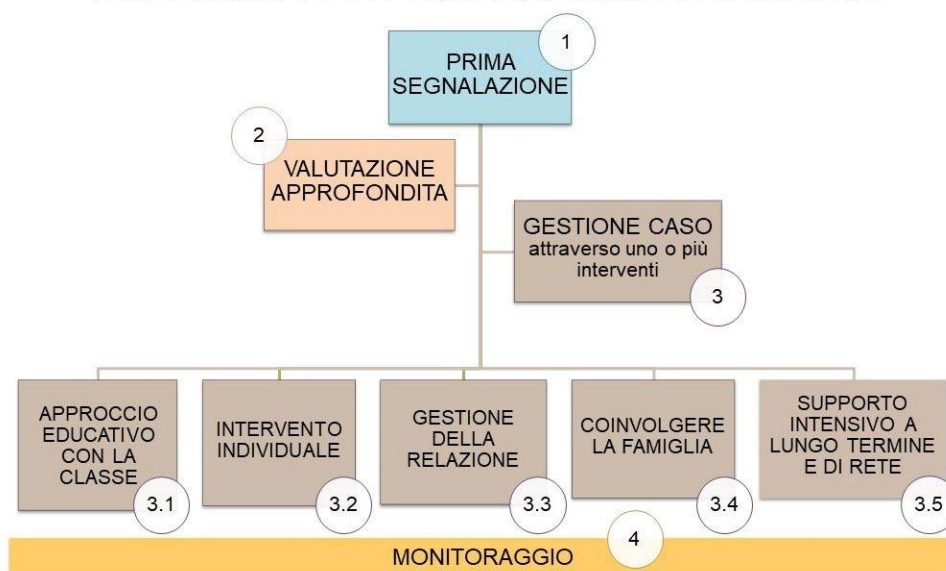 1
PRIMA
SEGNALAZIONE
2
VALUTAZIONE
APPROFONDITA
GESTIONE CASO
attraverso uno o più
interventi
3
APPROCCIO
EDUCATIVO
CON LA
CLASSE
3.1
INTERVENTO
INDIVIDUALE
3.2
GESTIONE
DELLA
RELAZIONE
3.3
COINVOLGERE
LA FAMIGLIA
3.4
SUPPORTO
INTENSIVO A
LUNGO TERMINE
E DI RETE
3.5
4
MONITORAGGIO